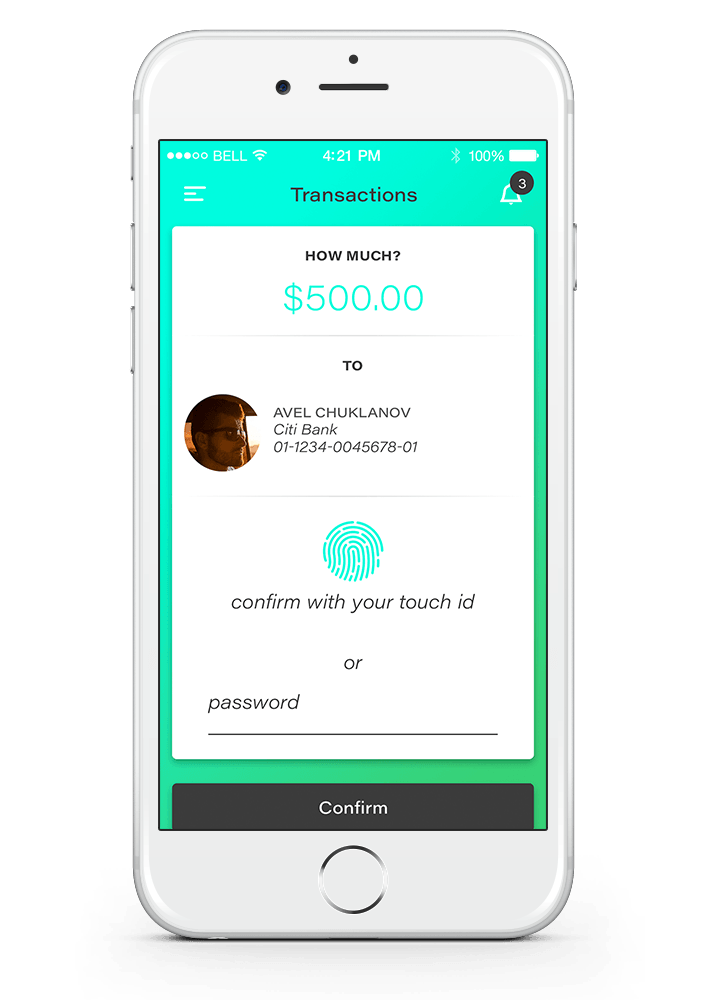 BELL 4:21 PM 100%
3
Transactions
HOW MUCH?
$500.00
TO
AVEL CHUKLANOV
Citi Bank
01-1234-0045678-01
confirm with your touch id
or
password
Confirm